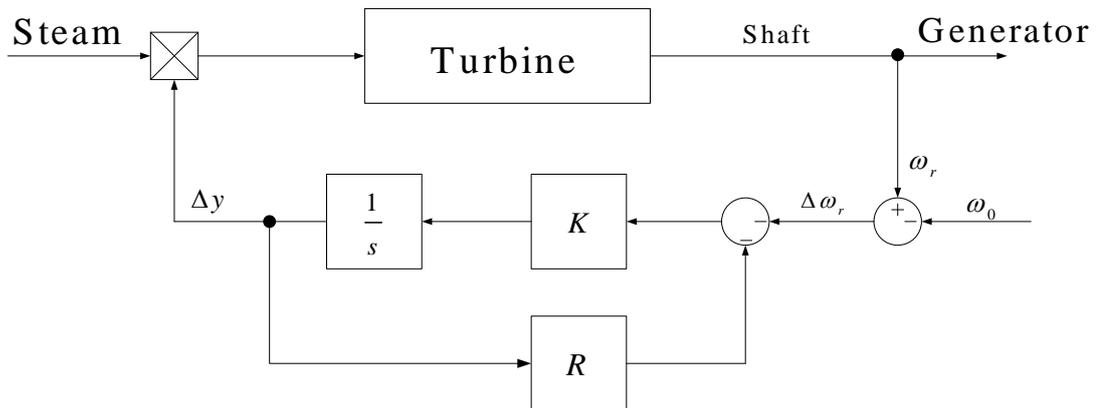 Steam
Turbine
Shaft
Generator
ω_r
Δy
1
s
K
−
−
Δω_r
+
−
ω_0
R